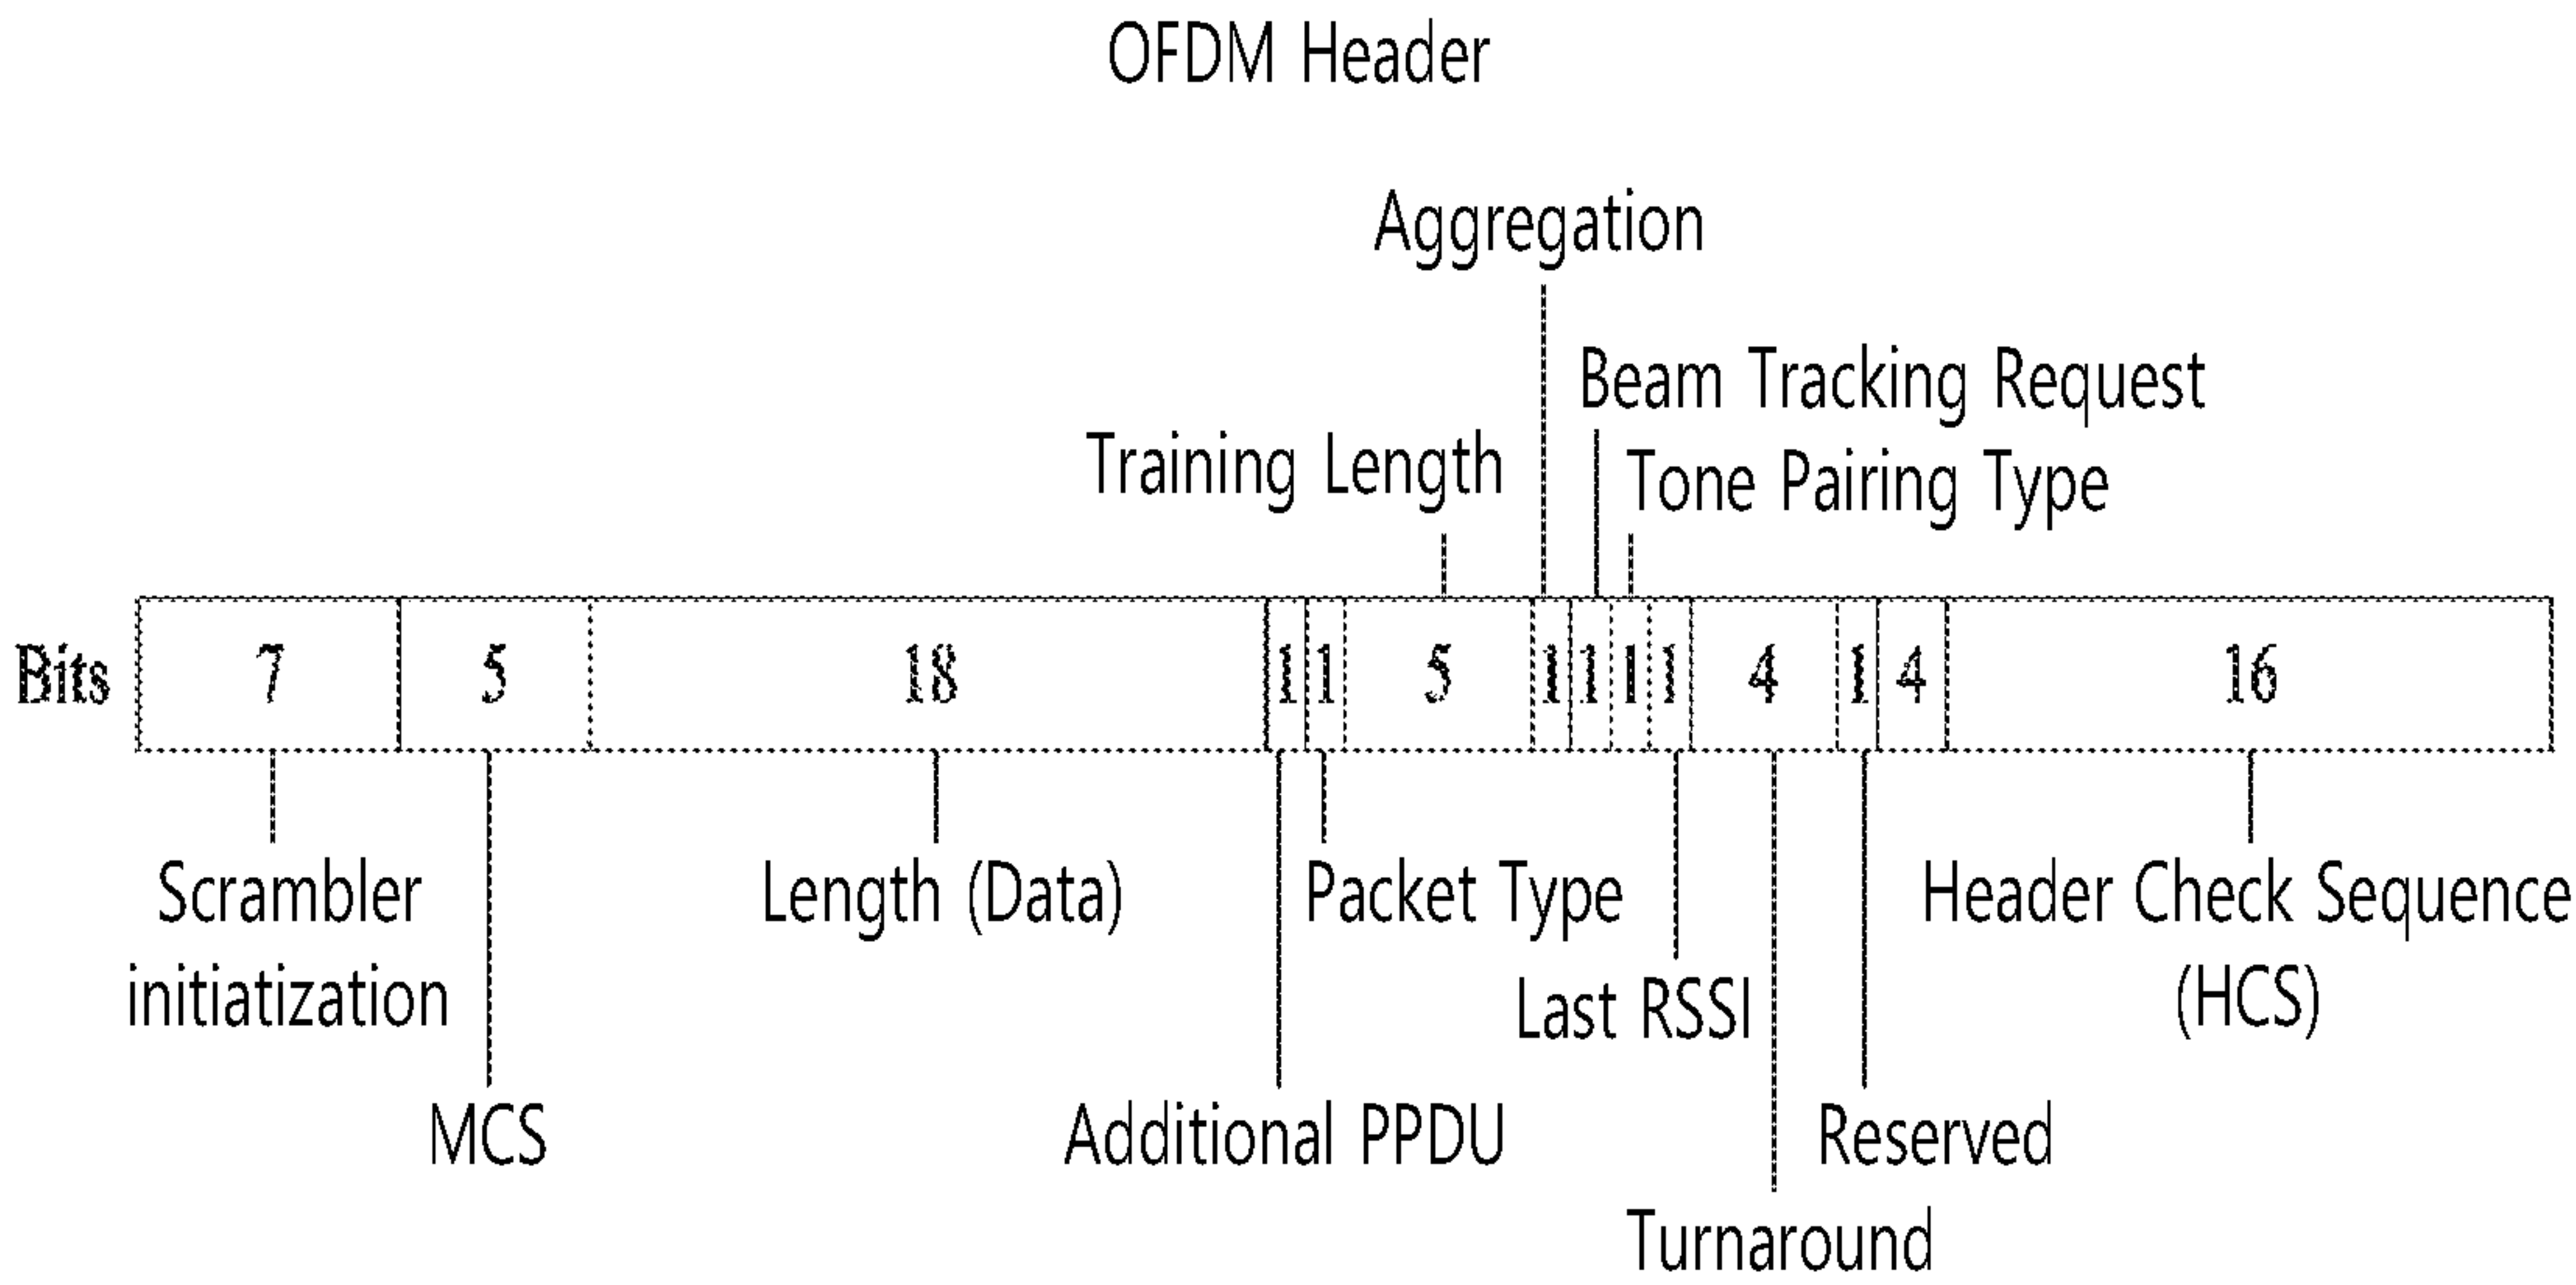 OFDM Header
Aggregation
Beam Tracking Request
Training Length
Tone Pairing Type
Bits 7 5 18 1 1 5 1 1 1 1 4 1 4 16
Scrambler
initiatization
Length (Data)
Packet Type
Header Check Sequence
(HCS)
Last RSSI
MCS
Additional PPDU
Reserved
Turnaround